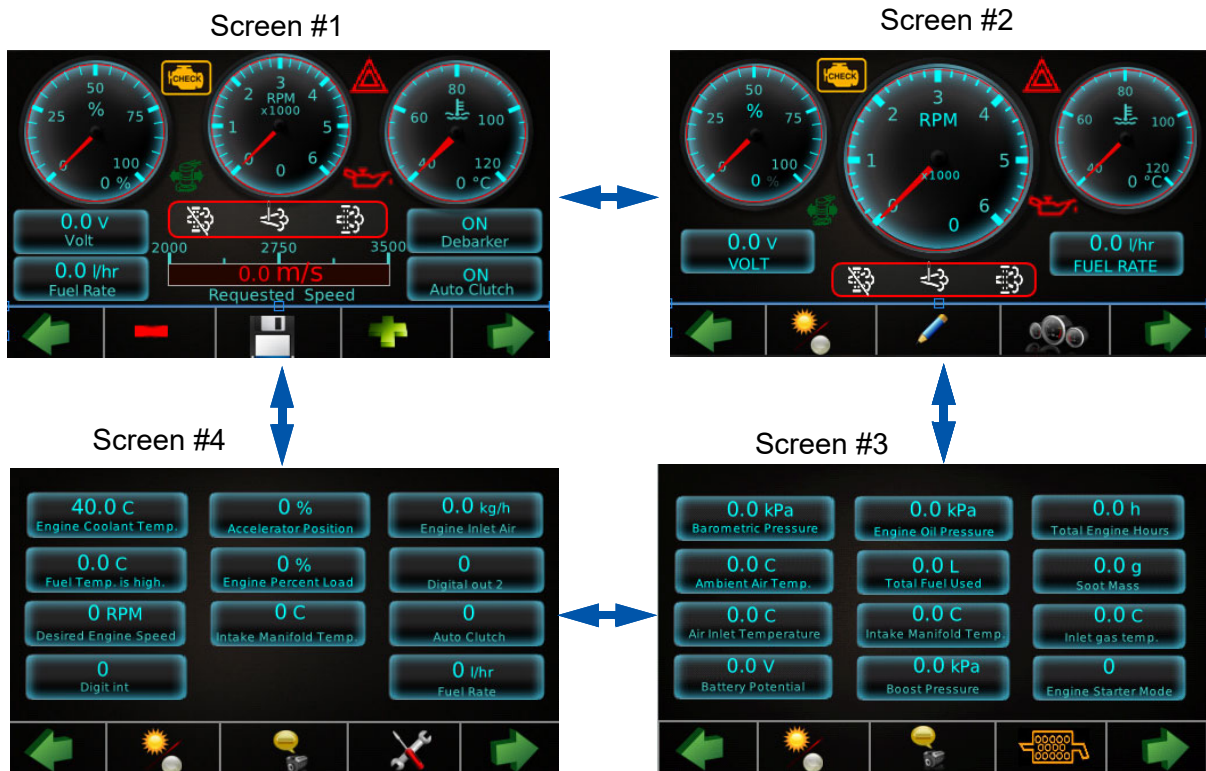 Screen #1
50
25
%
75
0
100
0 %
CHECK
3
2
RPM
4
x1000
1
5
0
6
0
80
60
100
40
120
0 °C
0.0 V
Volt
0.0 l/hr
Fuel Rate
2000
2750
3500
0.0 m/s
Requested Speed
ON
Debarker
ON
Auto Clutch
Screen #2
50
25
%
75
0
100
0 %
CHECK
3
2
4
RPM
1
5
x1000
0
6
0
80
60
100
40
120
0 °C
0.0 V
VOLT
0.0 l/hr
FUEL RATE
Screen #4
40.0 C
Engine Coolant Temp.
0 %
Accelerator Position
0.0 kg/h
Engine Inlet Air
0.0 C
Fuel Temp. is high.
0 %
Engine Percent Load
0
Digital out 2
0 RPM
Desired Engine Speed
0 C
Intake Manifold Temp.
0
Auto Clutch
0
Digit int
0 l/hr
Fuel Rate
Screen #3
0.0 kPa
Barometric Pressure
0.0 kPa
Engine Oil Pressure
0.0 h
Total Engine Hours
0.0 C
Ambient Air Temp.
0.0 L
Total Fuel Used
0.0 g
Soot Mass
0.0 C
Air Inlet Temperature
0.0 C
Intake Manifold Temp.
0.0 C
Inlet gas temp.
0.0 V
Battery Potential
0.0 kPa
Boost Pressure
0
Engine Starter Mode